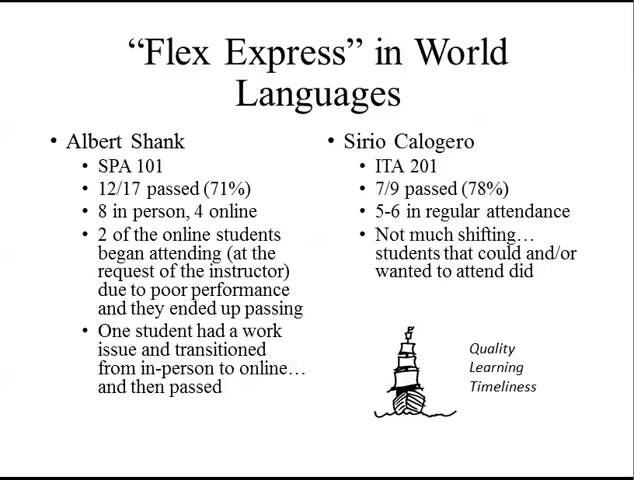 “Flex Express” in World
Languages
• Albert Shank
• SPA 101
• 12/17 passed (71%)
• 8 in person, 4 online
• 2 of the online students
began attending (at the
request of the instructor)
due to poor performance
and they ended up passing
• One student had a work
issue and transitioned
from in-person to online…
and then passed
• Sirio Calogero
• ITA 201
• 7/9 passed (78%)
• 5-6 in regular attendance
• Not much shifting…
students that could and/or
wanted to attend did
Quality
Learning
Timeliness